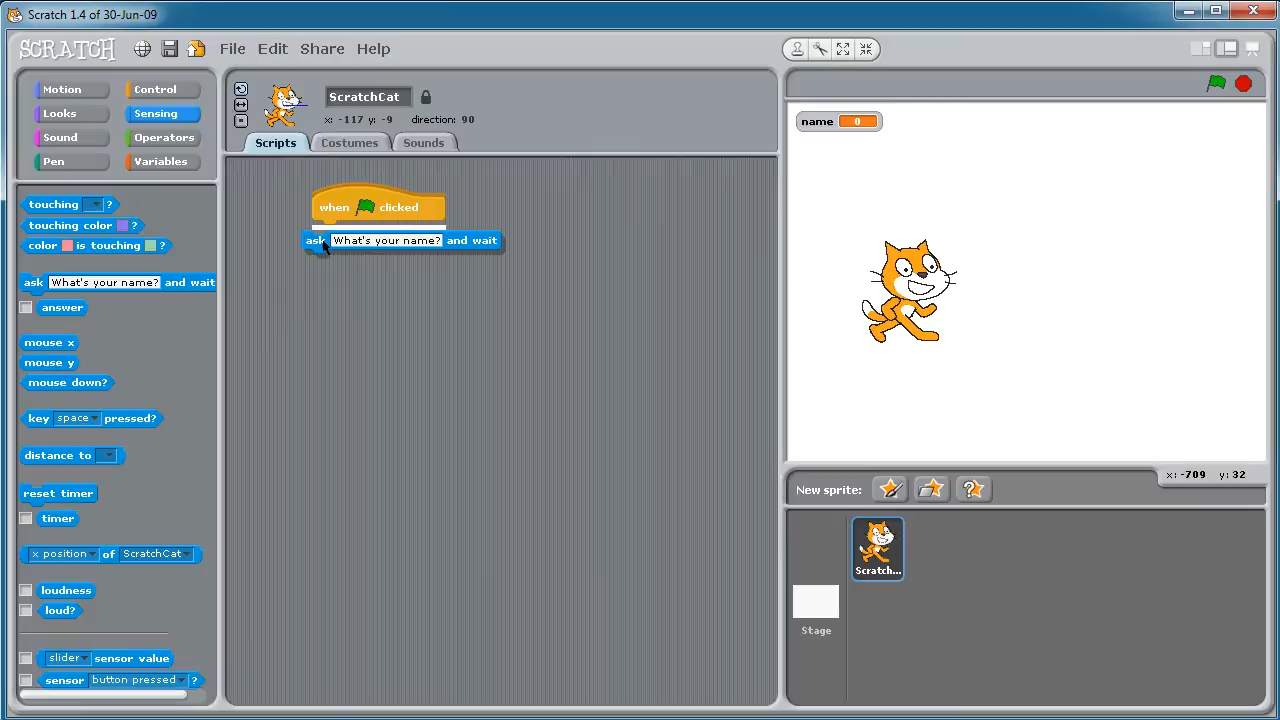 Scratch 1.4 of 30-Jun-09
SCRATCH File Edit Share Help
Motion Control
Looks Sensing
Sound Operators
Pen Variables
touching ?
touching color ?
color is touching ?
ask What's your name? and wait
answer
mouse x
mouse y
mouse down?
key space pressed?
distance to
reset timer
timer
x position of ScratchCat
loudness
loud?
slider sensor value
sensor button pressed ?
ScratchCat
x: -117 y: -9 direction: 90
Scripts Costumes Sounds
when clicked
ask What's your name? and wait
name 0
x: -709 y: 32
New sprite:
Scratch...
Stage